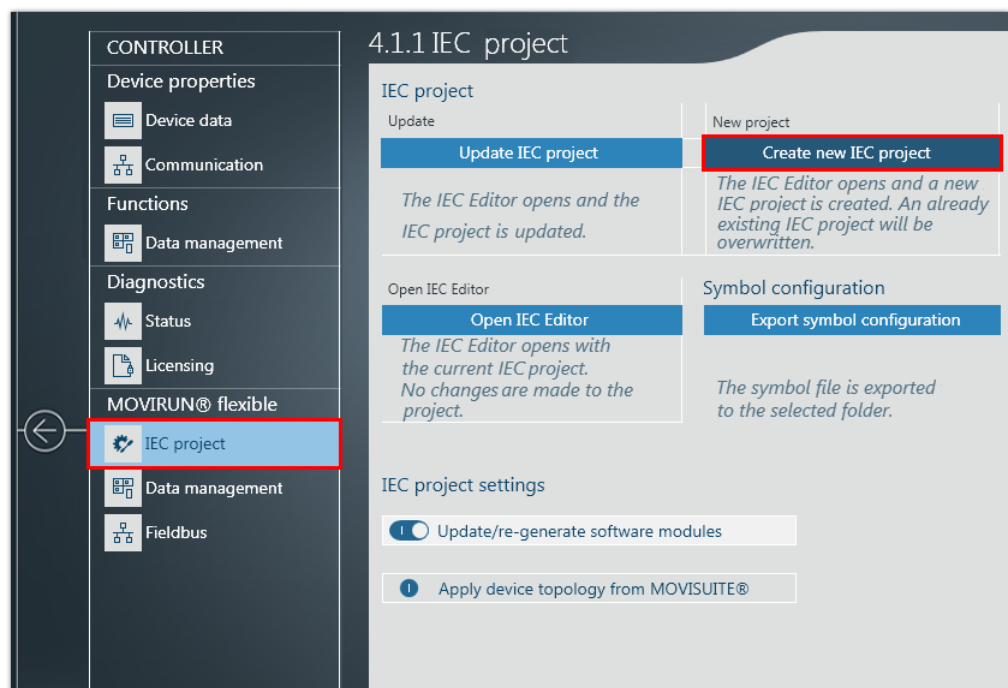 CONTROLLER
Device properties
Device data
Communication
Functions
Data management
Diagnostics
Status
Licensing
MOVIRUN® flexible
IEC project
Data management
Fieldbus
4.1.1 IEC project
IEC project
Update
Update IEC project
The IEC Editor opens and the
IEC project is updated.
New project
Create new IEC project
The IEC Editor opens and a new
IEC project is created. An already
existing IEC project will be
overwritten.
Open IEC Editor
Open IEC Editor
The IEC Editor opens with
the current IEC project.
No changes are made to the
project.
Symbol configuration
Export symbol configuration
The symbol file is exported
to the selected folder.
IEC project settings
Update/re-generate software modules
Apply device topology from MOVISUITE®